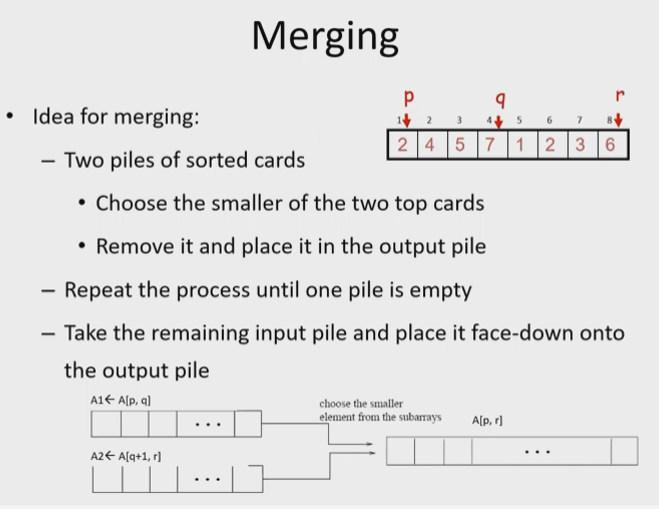 Merging
• Idea for merging:
– Two piles of sorted cards
• Choose the smaller of the two top cards
• Remove it and place it in the output pile
– Repeat the process until one pile is empty
– Take the remaining input pile and place it face-down onto
the output pile
p q r
1 2 3 4 5 6 7 8
2 4 5 7 1 2 3 6
A1← A[p, q]
...
A2← A[q+1, r]
...
choose the smaller
element from the subarrays
A[p, r]
...